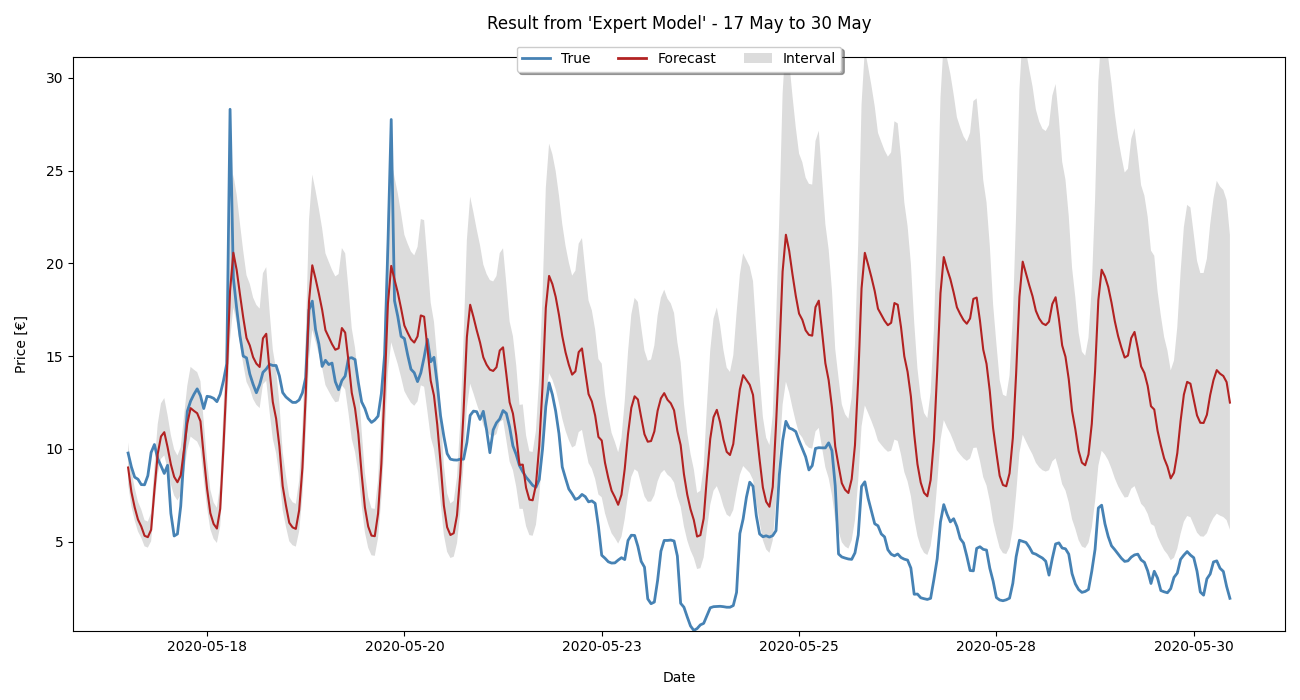 Result from 'Expert Model' - 17 May to 30 May
True Forecast Interval
30
25
20
15
10
5
Price [€]
2020-05-18 2020-05-20 2020-05-23 2020-05-25 2020-05-28 2020-05-30
Date